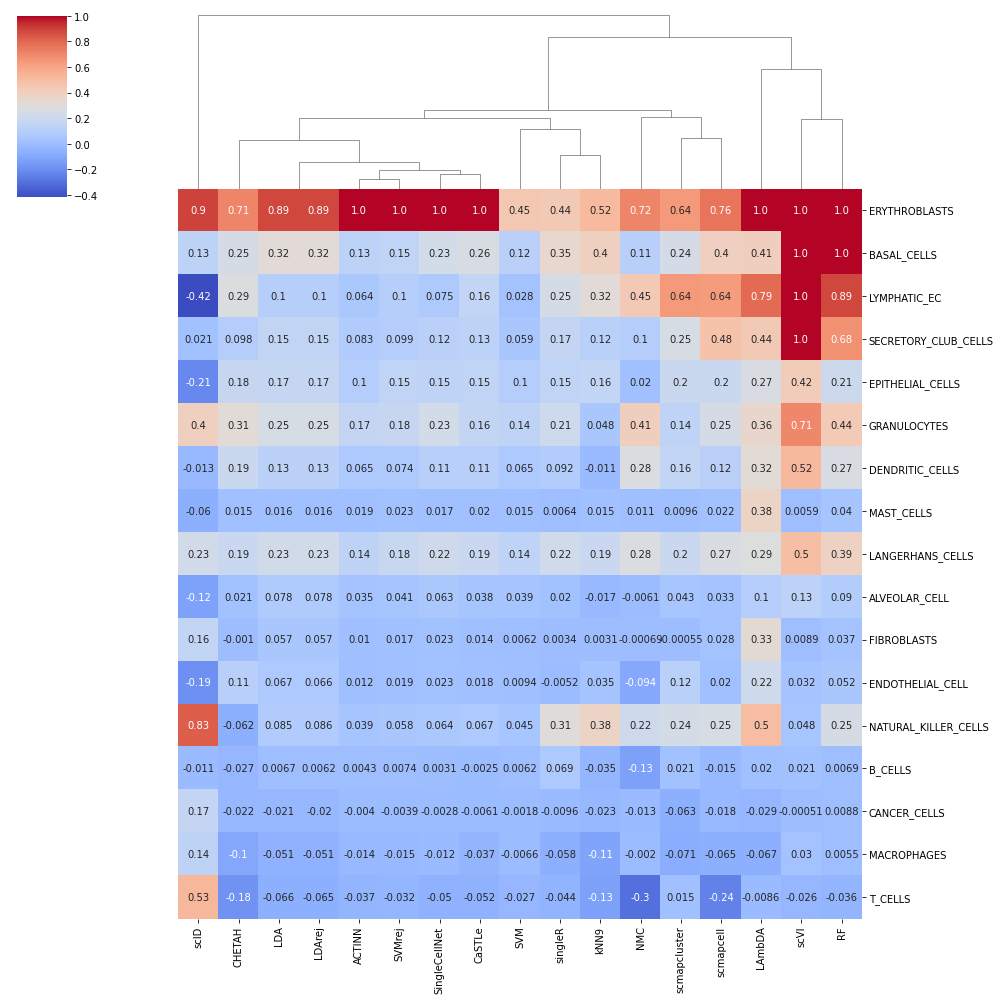 1.0
0.8
0.6
0.4
0.2
0.0
−0.2
−0.4
0.9 0.71 0.89 0.89 1.0 1.0 1.0 1.0 0.45 0.44 0.52 0.72 0.64 0.76 1.0 1.0 1.0 ERYTHROBLASTS
0.13 0.25 0.32 0.32 0.13 0.15 0.23 0.26 0.12 0.35 0.4 0.11 0.24 0.4 0.41 1.0 1.0 BASAL_CELLS
-0.42 0.29 0.1 0.1 0.064 0.1 0.075 0.16 0.028 0.25 0.32 0.45 0.64 0.64 0.79 1.0 0.89 LYMPHATIC_EC
0.021 0.098 0.15 0.15 0.083 0.099 0.12 0.13 0.059 0.17 0.12 0.1 0.25 0.48 0.44 1.0 0.68 SECRETORY_CLUB_CELLS
-0.21 0.18 0.17 0.17 0.1 0.15 0.15 0.15 0.1 0.15 0.16 0.02 0.2 0.2 0.27 0.42 0.21 EPITHELIAL_CELLS
0.4 0.31 0.25 0.25 0.17 0.18 0.23 0.16 0.14 0.21 0.048 0.41 0.14 0.25 0.36 0.71 0.44 GRANULOCYTES
-0.013 0.19 0.13 0.13 0.065 0.074 0.11 0.11 0.065 0.092 -0.011 0.28 0.16 0.12 0.32 0.52 0.27 DENDRITIC_CELLS
-0.06 0.015 0.016 0.016 0.019 0.023 0.017 0.02 0.015 0.0064 0.015 0.011 0.0096 0.022 0.38 0.0059 0.04 MAST_CELLS
0.23 0.19 0.23 0.23 0.14 0.18 0.22 0.19 0.14 0.22 0.19 0.28 0.2 0.27 0.29 0.5 0.39 LANGERHANS_CELLS
-0.12 0.021 0.078 0.078 0.035 0.041 0.063 0.038 0.039 0.02 -0.017 -0.0061 0.043 0.033 0.1 0.13 0.09 ALVEOLAR_CELL
0.16 -0.001 0.057 0.057 0.01 0.017 0.023 0.014 0.0062 0.0034 0.0031 -0.00069 -0.00055 0.028 0.33 0.0089 0.037 FIBROBLASTS
-0.19 0.11 0.067 0.066 0.012 0.019 0.023 0.018 0.0094 -0.0052 0.035 -0.094 0.12 0.02 0.22 0.032 0.052 ENDOTHELIAL_CELL
0.83 -0.062 0.085 0.086 0.039 0.058 0.064 0.067 0.045 0.31 0.38 0.22 0.24 0.25 0.5 0.048 0.25 NATURAL_KILLER_CELLS
-0.011 -0.027 0.0067 0.0062 0.0043 0.0074 0.0031 -0.0025 0.0062 0.069 -0.035 -0.13 0.021 -0.015 0.02 0.021 0.0069 B_CELLS
0.17 -0.022 -0.021 -0.02 -0.004 -0.0039 -0.0028 -0.0061 -0.0018 -0.0096 -0.023 -0.013 -0.063 -0.018 -0.029 -0.00051 0.0088 CANCER_CELLS
0.14 -0.1 -0.051 -0.051 -0.014 -0.015 -0.012 -0.037 -0.0066 -0.058 -0.11 -0.002 -0.071 -0.065 -0.067 0.03 0.0055 MACROPHAGES
0.53 -0.18 -0.066 -0.065 -0.037 -0.032 -0.05 -0.052 -0.027 -0.044 -0.13 -0.3 0.015 -0.24 -0.0086 -0.026 -0.036 T_CELLS
scID
CHETAH
LDA
LDArej
ACTINN
SVMrej
SingleCellNet
CaSTLe
SVM
singleR
kNN9
NMC
scmapcluster
scmapcell
LAmbDA
scVI
RF